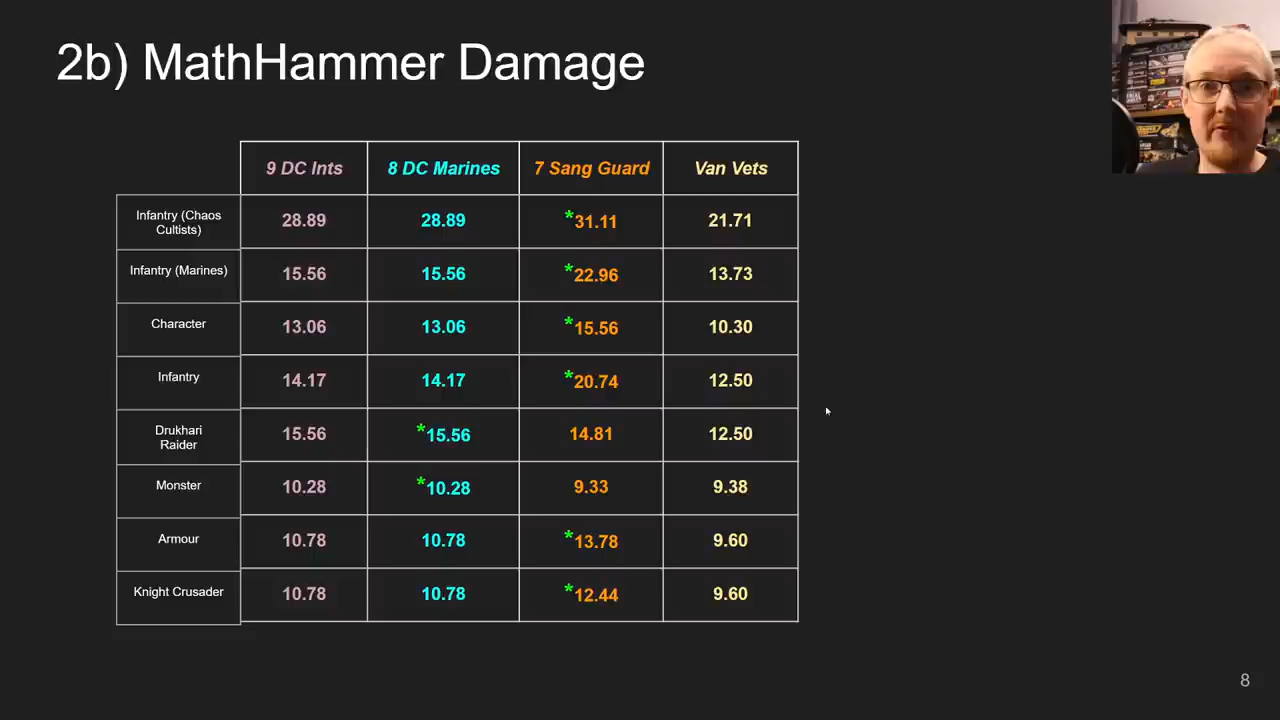 2b) MathHammer Damage
9 DC Ints 8 DC Marines 7 Sang Guard Van Vets
Infantry (Chaos
Cultists) 28.89 28.89 *31.11 21.71
Infantry (Marines) 15.56 15.56 *22.96 13.73
Character 13.06 13.06 *15.56 10.30
Infantry 14.17 14.17 *20.74 12.50
Drukhari
Raider 15.56 *15.56 14.81 12.50
Monster 10.28 *10.28 9.33 9.38
Armour 10.78 10.78 *13.78 9.60
Knight Crusader 10.78 10.78 *12.44 9.60
8